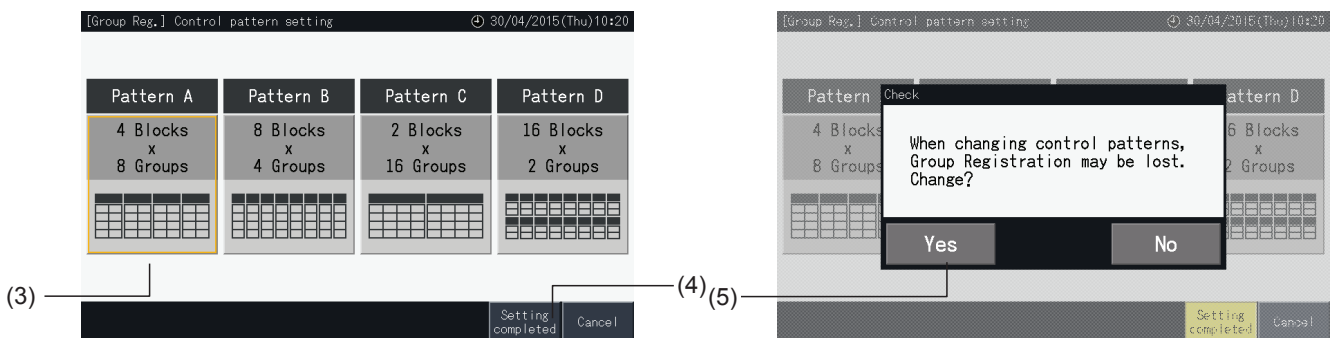 [Group Reg.] Control pattern setting 30/04/2015(Thu)10:20
Pattern A Pattern B Pattern C Pattern D
4 Blocks 8 Blocks 2 Blocks 16 Blocks
x x x x
8 Groups 4 Groups 16 Groups 2 Groups
(3)
(4)
Setting
completed Cancel
[Group Reg.] Control pattern setting 30/04/2015(Thu)10:20
Pattern attern D
Check
4 Blocks 6 Blocks
x x
8 Groups 2 Groups
When changing control patterns,
Group Registration may be lost.
Change?
Yes No
(5)
Setting
completed Cancel